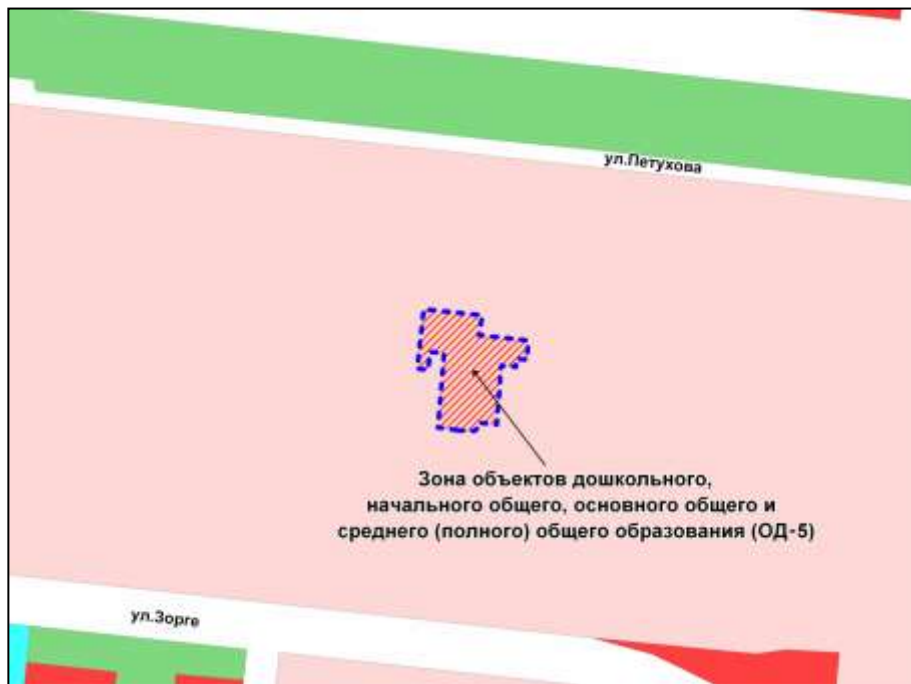 ул.Петухова
Зона объектов дошкольного,
начального общего, основного общего и
среднего (полного) общего образования (ОД-5)
ул.Зорге